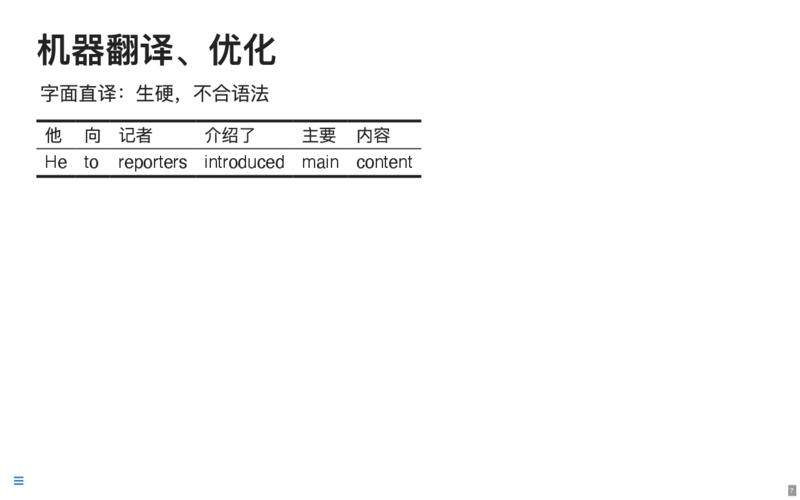 机器翻译、优化
字面直译：生硬，不合语法
他 向 记者 介绍了 主要 内容
He to reporters introduced main content
7